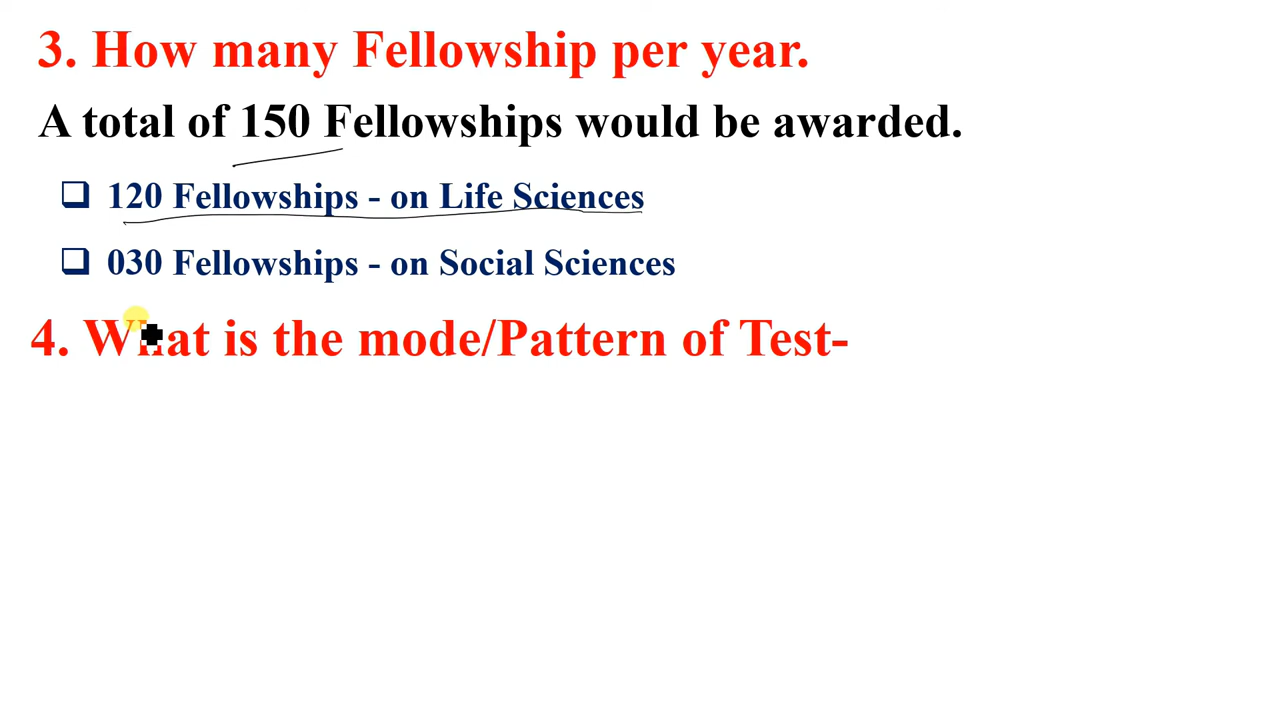 3. How many Fellowship per year.
A total of 150 Fellowships would be awarded.
❑ 120 Fellowships - on Life Sciences
❑ 030 Fellowships - on Social Sciences
4. What is the mode/Pattern of Test-